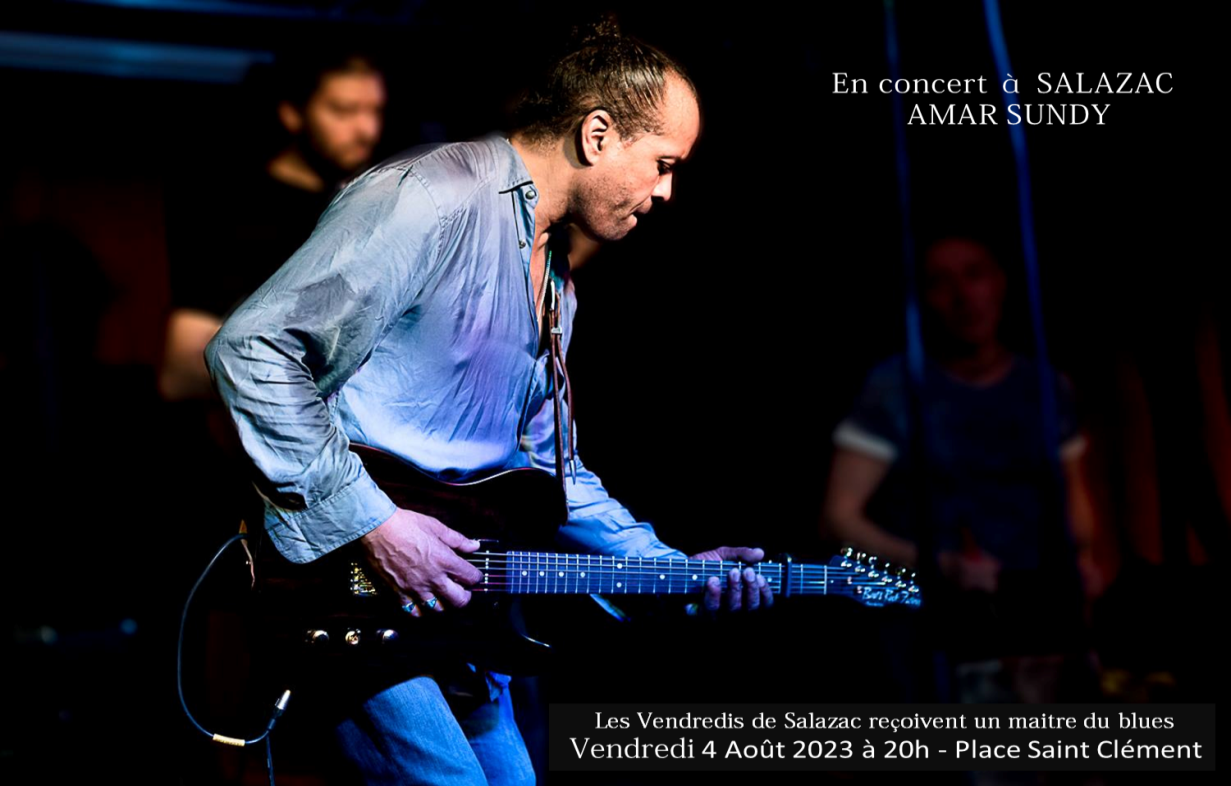 En concert à SALAZAC
AMAR SUNDY
Les Vendredis de Salazac reçoivent un maitre du blues
Vendredi 4 Août 2023 à 20h - Place Saint Clément